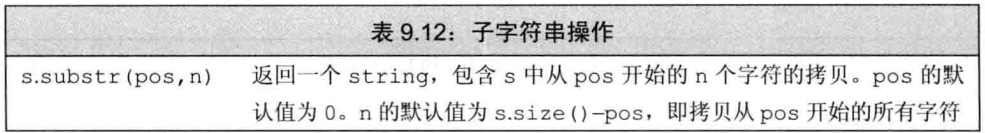 表 9.12：子字符串操作
s.substr(pos,n) 返回一个 string，包含 s 中从 pos 开始的 n 个字符的拷贝。pos 的默
认值为 0。n 的默认值为 s.size()–pos，即拷贝从 pos 开始的所有字符